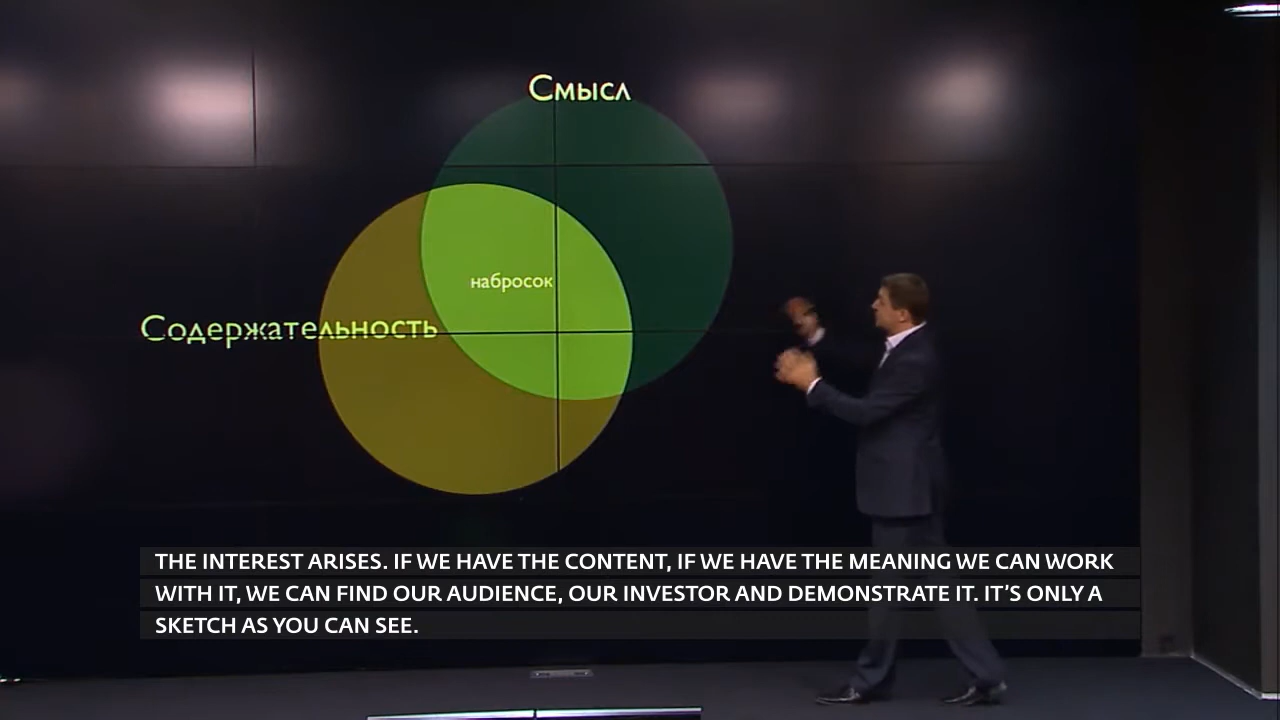 Смысл
набросок
Содержательность
THE INTEREST ARISES. IF WE HAVE THE CONTENT, IF WE HAVE THE MEANING WE CAN WORK
WITH IT, WE CAN FIND OUR AUDIENCE, OUR INVESTOR AND DEMONSTRATE IT. IT'S ONLY A
SKETCH AS YOU CAN SEE.